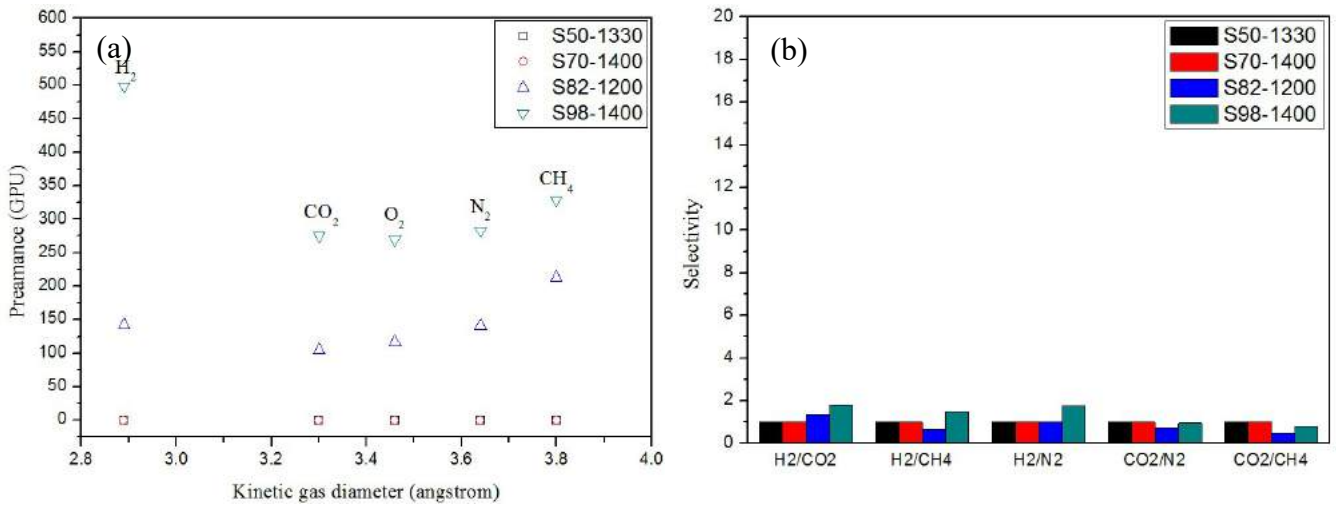 (a)
H₂
CO₂
O₂
N₂
CH₄
S50-1330
S70-1400
S82-1200
S98-1400
Preamance (GPU)
600
550
500
450
400
350
300
250
200
150
100
50
0
2.8 3.0 3.2 3.4 3.6 3.8 4.0
Kinetic gas diameter (angstrom)
(b)
S50-1330
S70-1400
S82-1200
S98-1400
Selectivity
20
18
16
14
12
10
8
6
4
2
0
H2/CO2 H2/CH4 H2/N2 CO2/N2 CO2/CH4